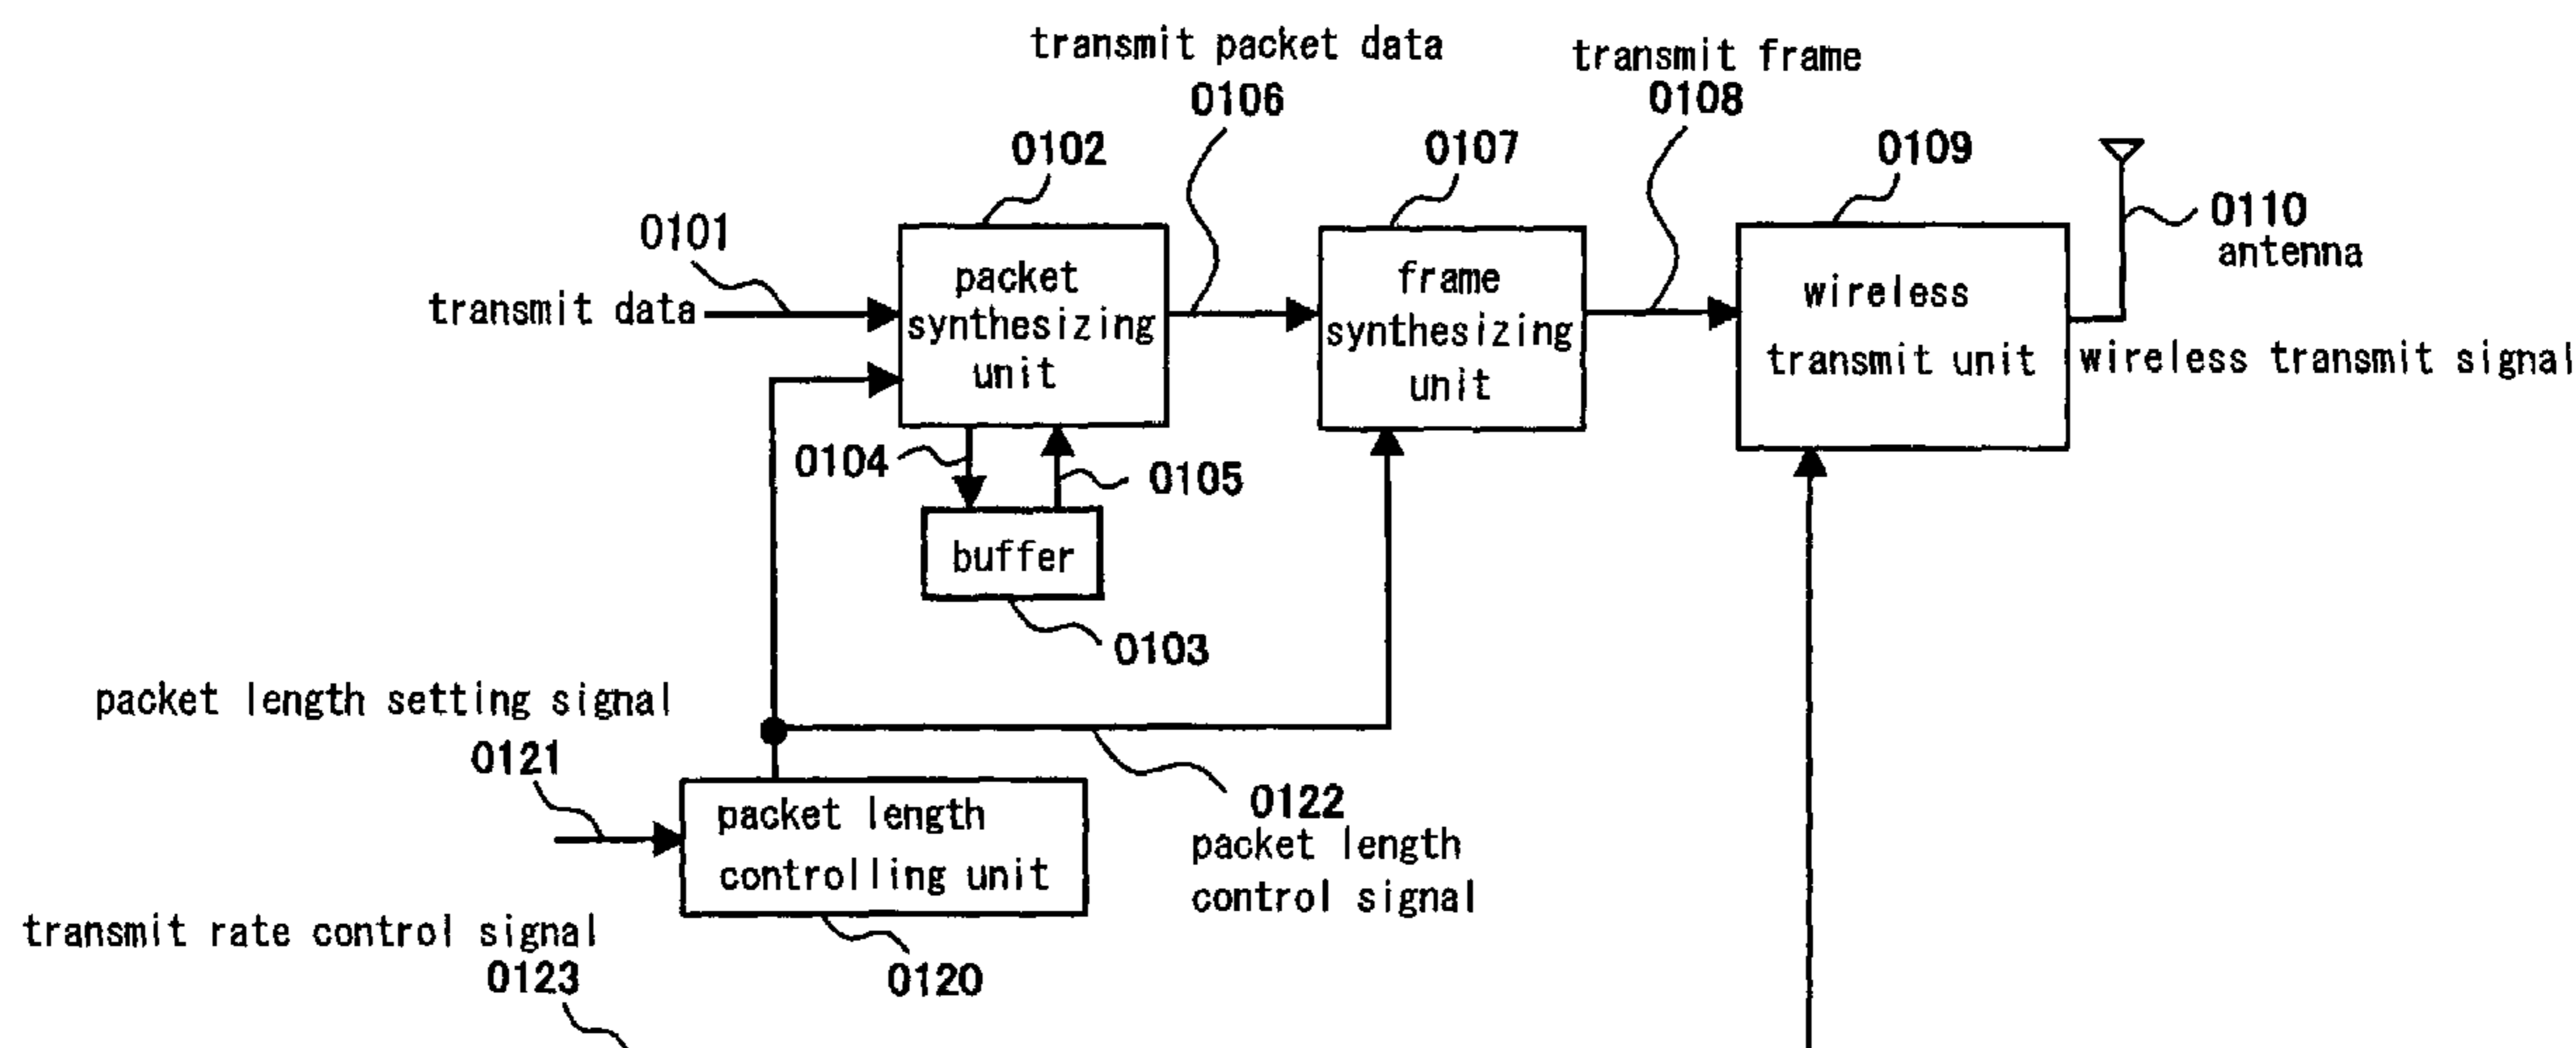 transmit packet data
0106
transmit frame
0108
0102
0107
0109
0101
0110
antenna
transmit data
packet
synthesizing
unit
frame
synthesizing
unit
wireless
transmit unit
wireless transmit signal
0104
0105
buffer
0103
packet length setting signal
0121
packet length
controlling unit
0122
packet length
control signal
transmit rate control signal
0123
0120